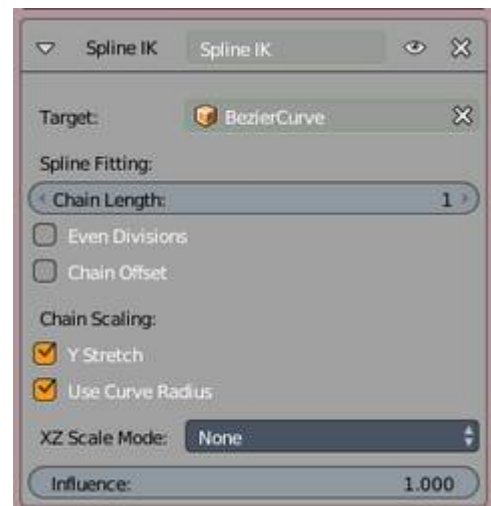 Spline IK Spline IK
Target: BezierCurve
Spline Fitting:
Chain Length: 1
Even Divisions
Chain Offset
Chain Scaling:
Y Stretch
Use Curve Radius
XZ Scale Mode: None
Influence: 1.000